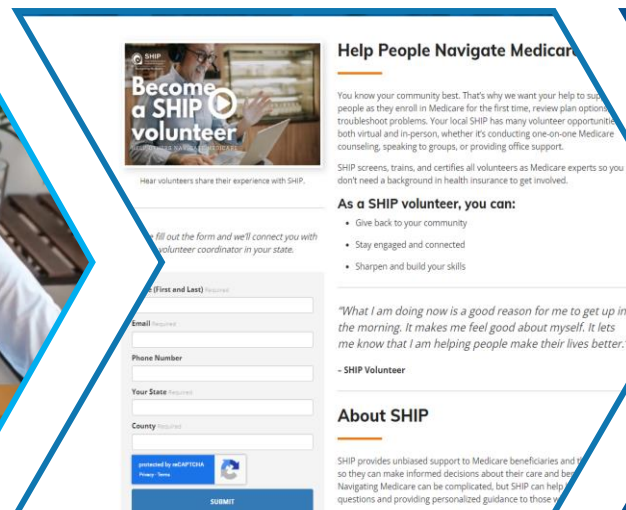 SHIP
Become
a SHIP
volunteer
HELP OTHERS NAVIGATE MEDICARE
Hear volunteers share their experience with SHIP.
fill out the form and we'll connect you with
volunteer coordinator in your state.
(First and Last) Required
Email Required
Phone Number
Your State Required
County Required
protected by reCAPTCHA
Privacy - Terms
SUBMIT
Help People Navigate Medicare
You know your community best. That's why we want your help to
people as they enroll in Medicare for the first time, review plan options
troubleshoot problems. Your local SHIP has many volunteer opportunitie
both virtual and in-person, whether it's conducting one-on-one Medicare
counseling, speaking to groups, or providing office support.
SHIP screens, trains, and certifies all volunteers as Medicare experts so you
don't need a background in health insurance to get involved.
As a SHIP volunteer, you can:
• Give back to your community
• Stay engaged and connected
• Sharpen and build your skills
"What I am doing now is a good reason for me to get up in
the morning. It makes me feel good about myself. It lets
me know that I am helping people make their lives better."
– SHIP Volunteer
About SHIP
SHIP provides unbiased support to Medicare beneficiaries and
so they can make informed decisions about their care and
Navigating Medicare can be complicated, but SHIP can help
questions and providing personalized guidance to those